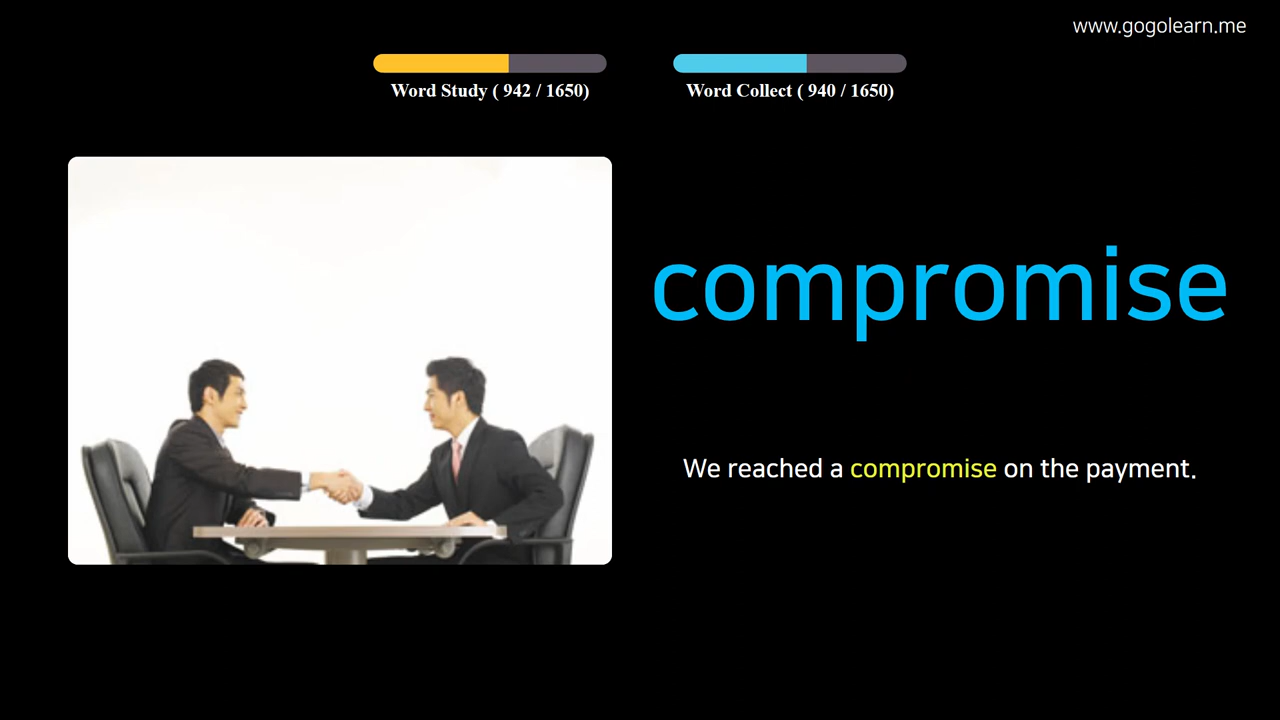 www.gogolearn.me
Word Study ( 942 / 1650)
Word Collect ( 940 / 1650)
compromise
We reached a compromise on the payment.